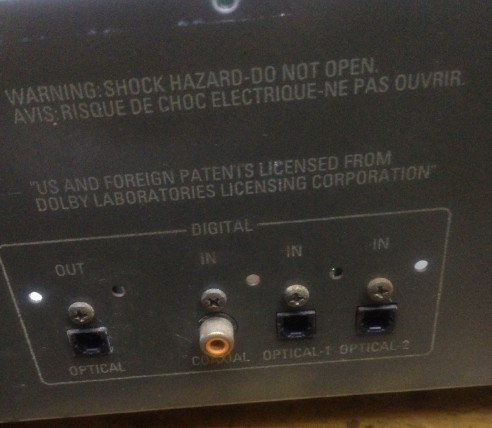 WARNING: SHOCK HAZARD-DO NOT OPEN.
AVIS: RISQUE DE CHOC ELECTRIQUE-NE PAS OUVRIR.
"US AND FOREIGN PATENTS LICENSED FROM
DOLBY LABORATORIES LICENSING CORPORATION"
DIGITAL
OUT IN IN IN
OPTICAL COAXIAL OPTICAL-1 OPTICAL-2